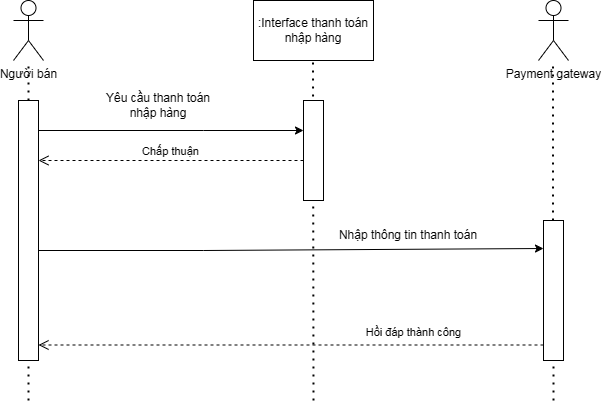 :Interface thanh toán
nhập hàng
Người bán
Payment gateway
Yêu cầu thanh toán
nhập hàng
Chấp thuận
Nhập thông tin thanh toán
Hồi đáp thành công